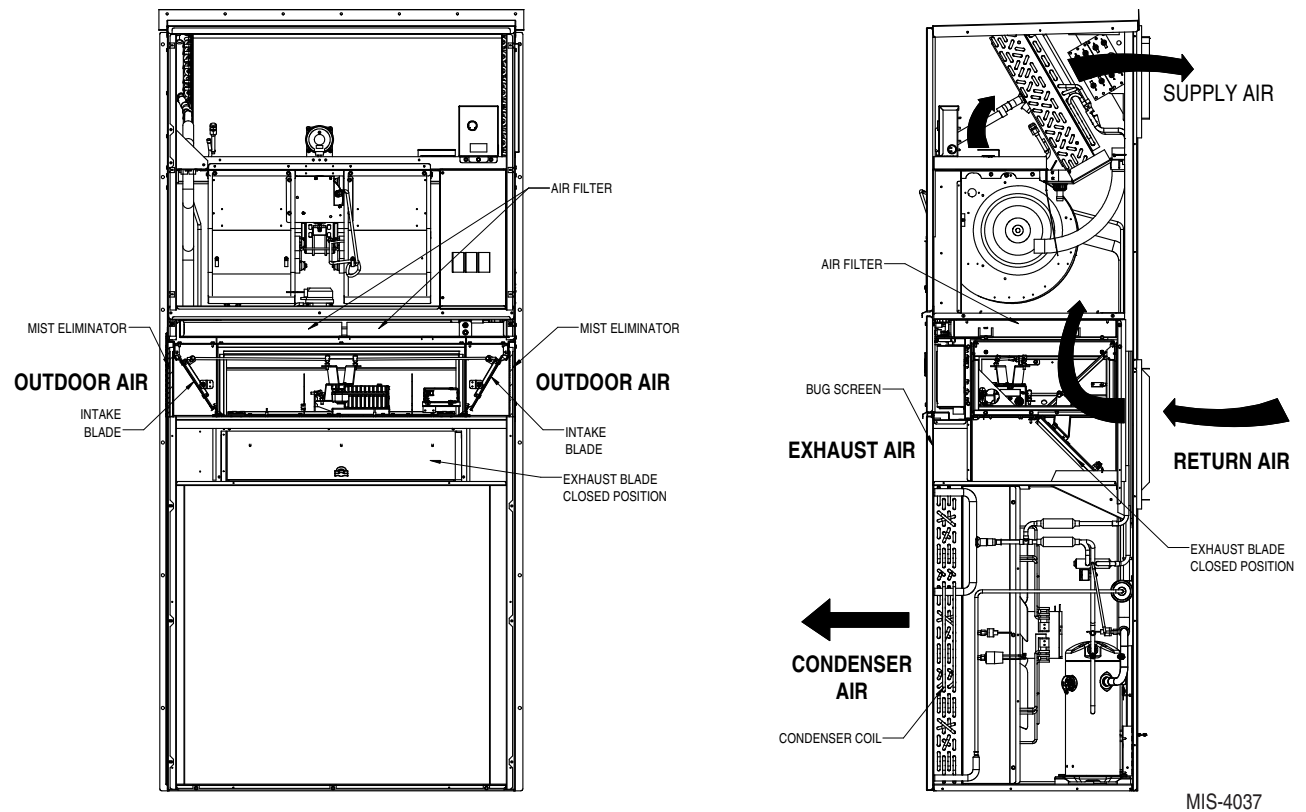 AIR FILTER
MIST ELIMINATOR
MIST ELIMINATOR
OUTDOOR AIR
OUTDOOR AIR
INTAKE
BLADE
INTAKE
BLADE
EXHAUST BLADE
CLOSED POSITION
SUPPLY AIR
AIR FILTER
BUG SCREEN
EXHAUST AIR
RETURN AIR
EXHAUST BLADE
CLOSED POSITION
CONDENSER
AIR
CONDENSER COIL
MIS-4037